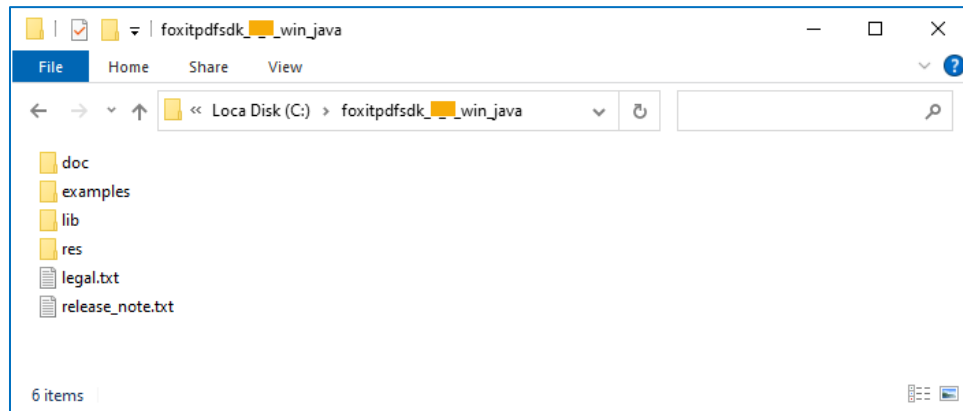 foxitpdfsdk_ _ _win_java
File Home Share View
« Loca Disk (C:) › foxitpdfsdk_ _ _win_java
doc
examples
lib
res
legal.txt
release_note.txt
6 items